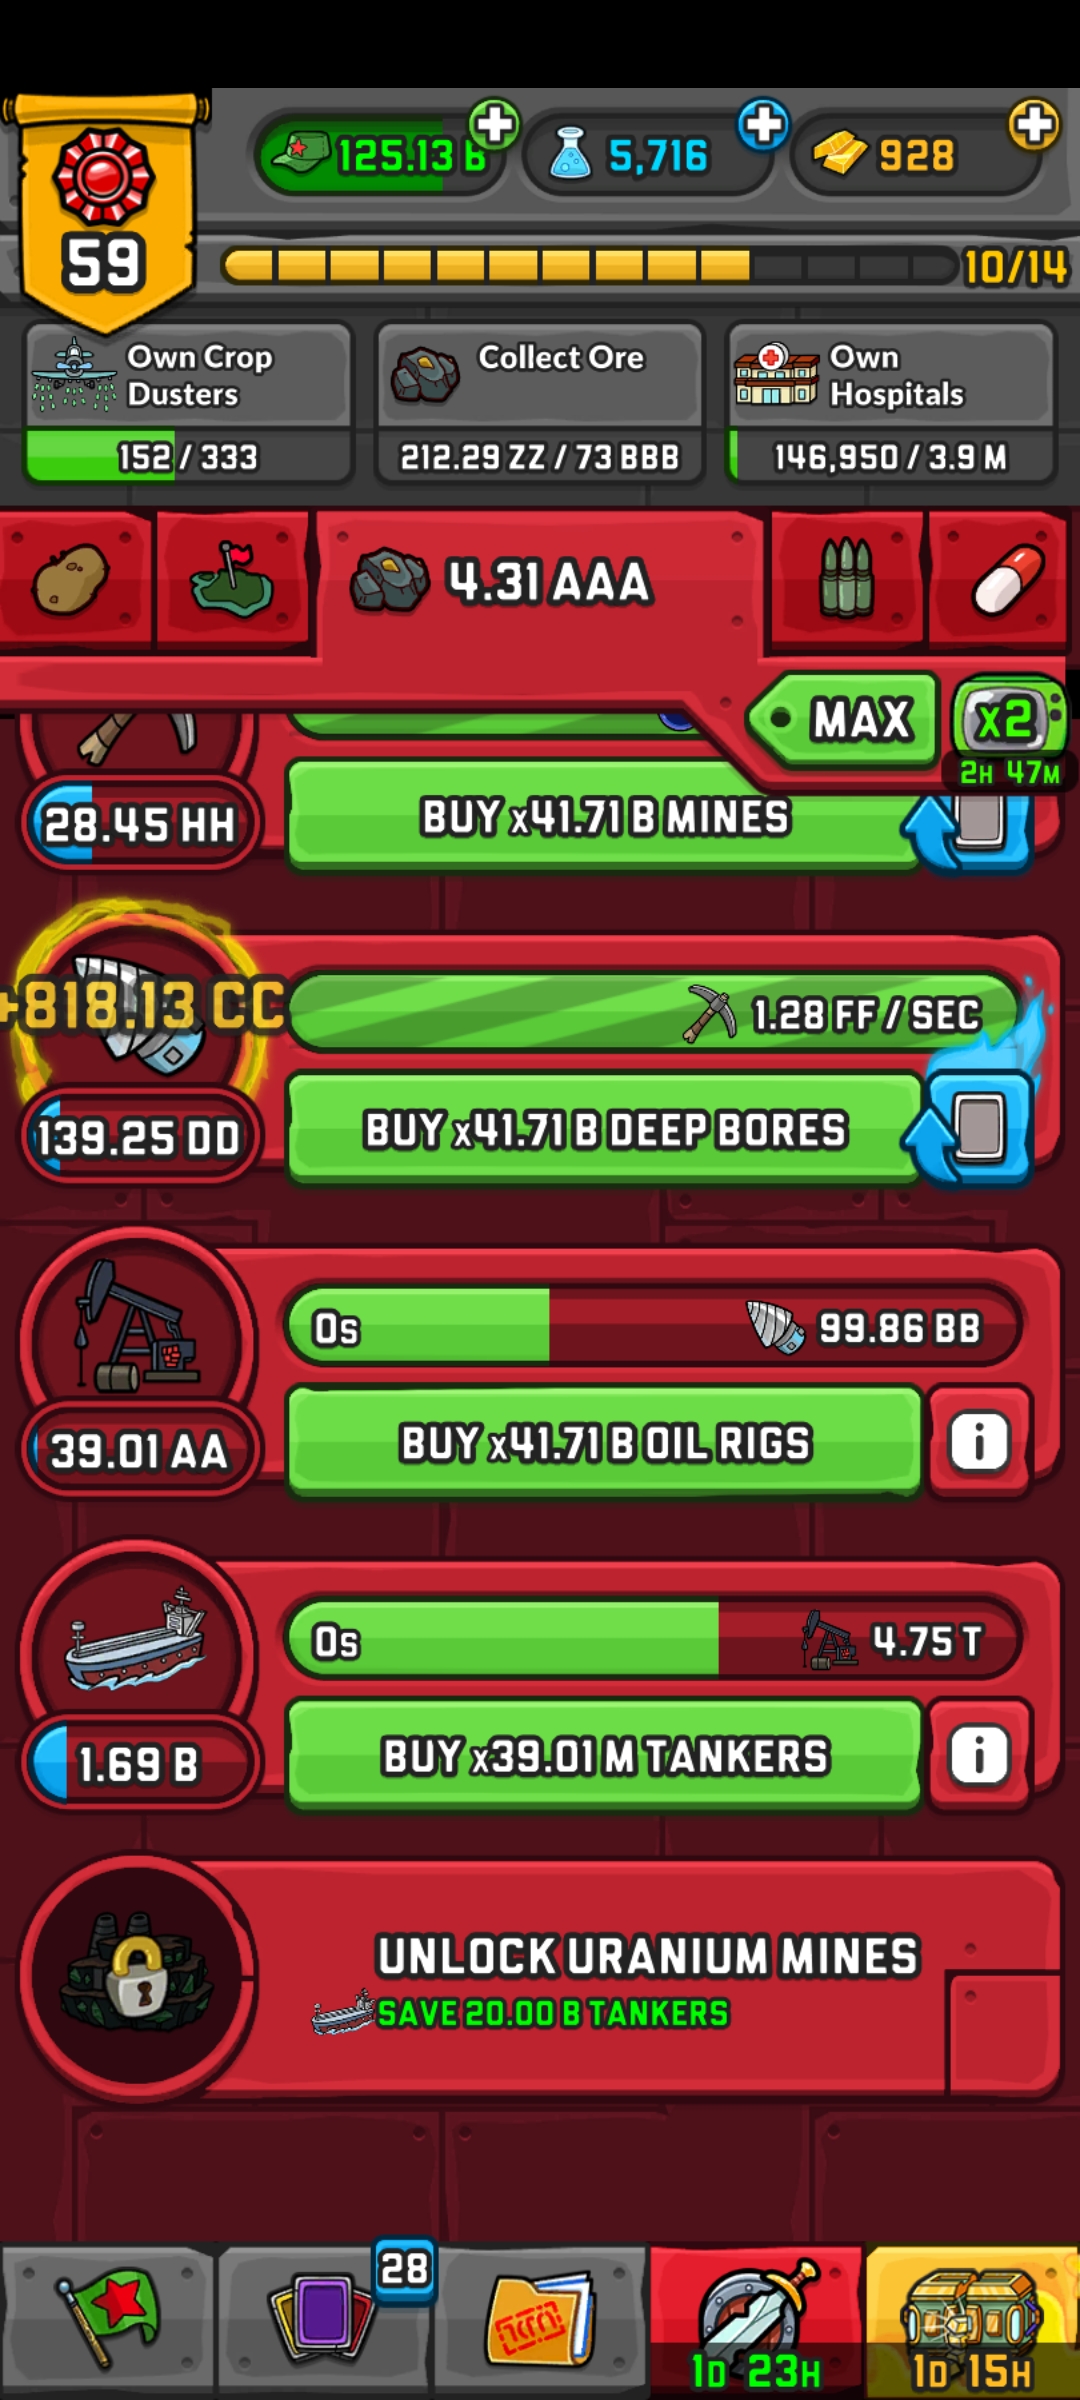 125.13 B
5,716
928
59
10/14
Own Crop
Dusters
152 / 333
Collect Ore
212.29 ZZ / 73 BBB
Own
Hospitals
146,950 / 3.9 M
4.31 AAA
MAX
x2
2H 47M
28.45 HH
BUY x41.71 B MINES
+818.13 CC
1.28 FF / SEC
139.25 DD
BUY x41.71 B DEEP BORES
0s
99.86 BB
39.01 AA
BUY x41.71 B OIL RIGS
i
0s
4.75 T
1.69 B
BUY x39.01 M TANKERS
i
UNLOCK URANIUM MINES
SAVE 20.00 B TANKERS
28
1D 23H
1D 15H